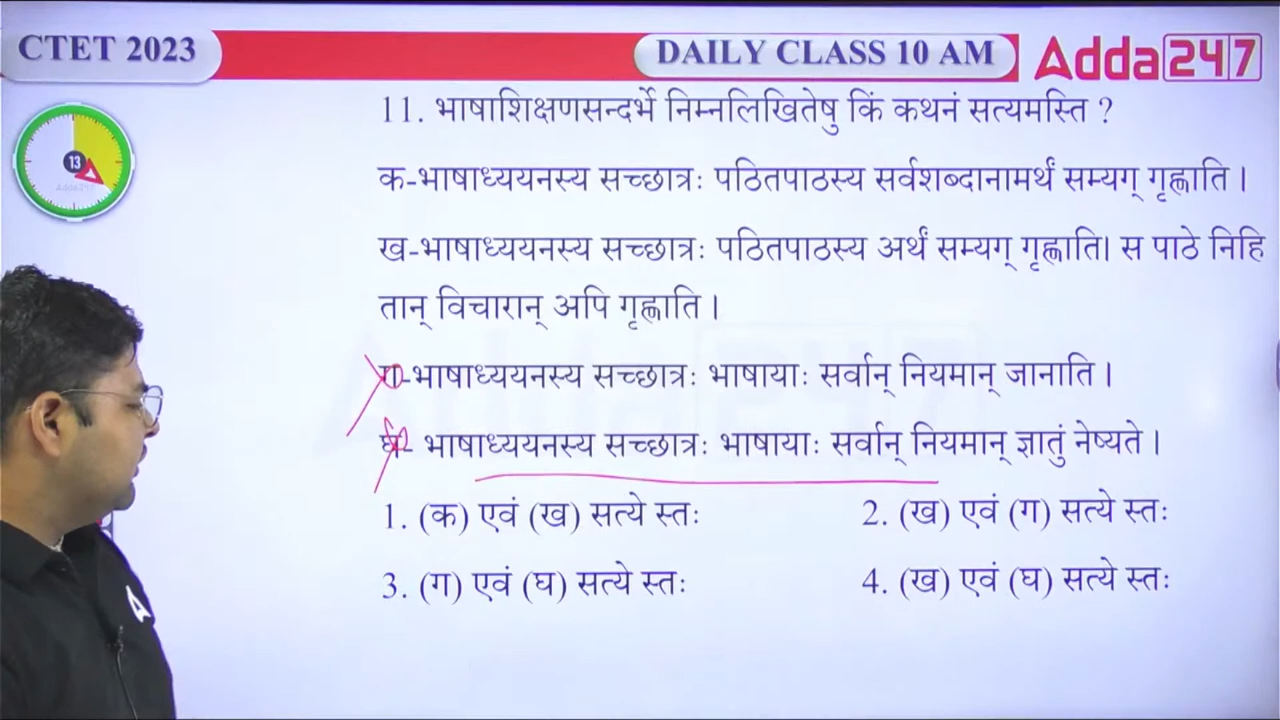 CTET 2023
DAILY CLASS 10 AM
Adda247
11. भाषाशिक्षणसन्दर्भे निम्नलिखितेषु किं कथनं सत्यमस्ति ?
13
Adda247
क-भाषाध्ययनस्य सच्छात्रः पठितपाठस्य सर्वशब्दानामर्थं सम्यग् गृह्णाति ।
ख-भाषाध्ययनस्य सच्छात्रः पठितपाठस्य अर्थं सम्यग् गृह्णाति। स पाठे निहि
तान् विचारान् अपि गृह्णाति ।
ग-भाषाध्ययनस्य सच्छात्रः भाषायाः सर्वान् नियमान् जानाति ।
घ- भाषाध्ययनस्य सच्छात्रः भाषायाः सर्वान् नियमान् ज्ञातुं नेष्यते ।
1. (क) एवं (ख) सत्ये स्तः
2. (ख) एवं (ग) सत्ये स्तः
3. (ग) एवं (घ) सत्ये स्तः
4. (ख) एवं (घ) सत्ये स्तः